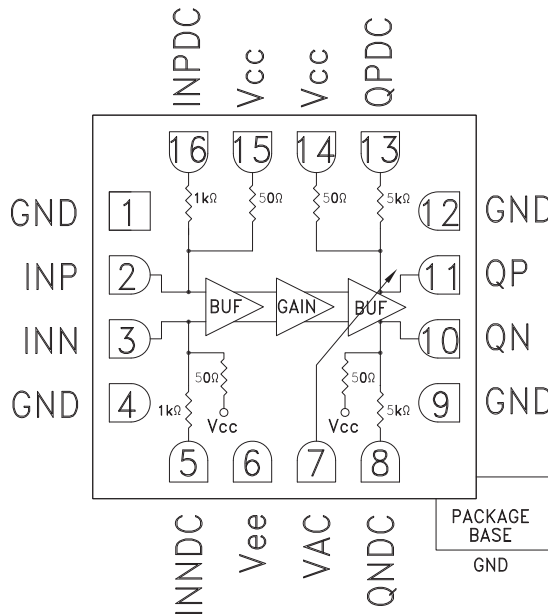 INPDC
Vcc
Vcc
QPDC
16
15
14
13
1kΩ
50Ω
50Ω
5kΩ
GND
1
12
GND
INP
2
11
QP
BUF
GAIN
BUF
INN
3
10
QN
50Ω
50Ω
GND
4
9
GND
1kΩ
Vcc
Vcc
5kΩ
5
6
7
8
INNDC
Vee
VAC
QNDC
PACKAGE
BASE
GND